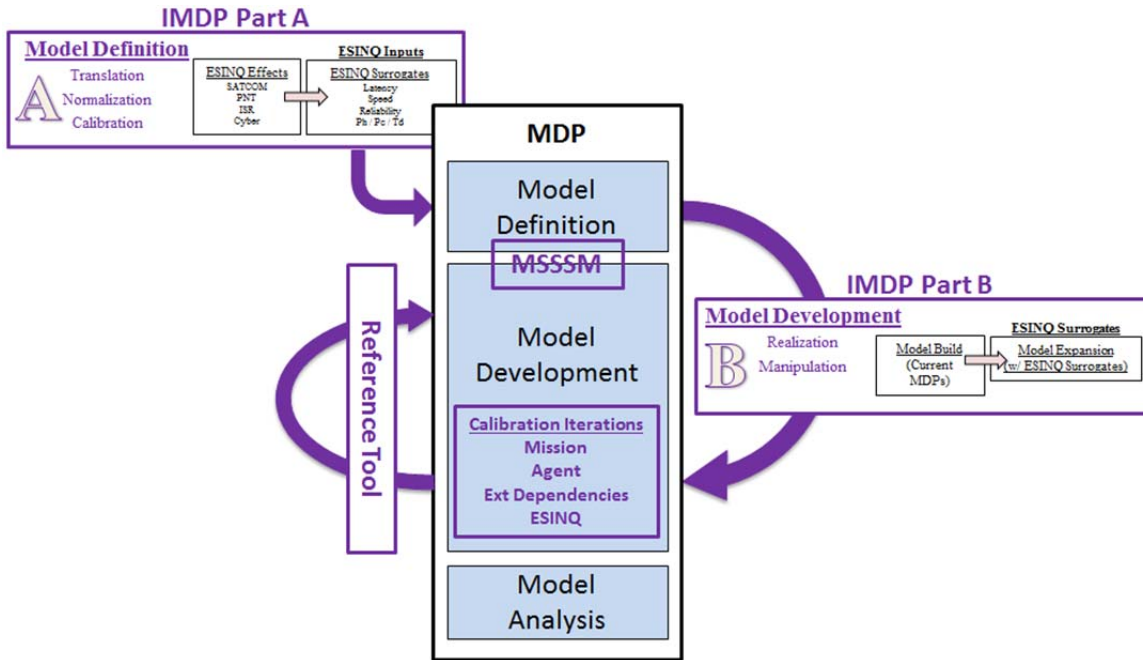 IMDP Part A
Model Definition
A
Translation
Normalization
Calibration
ESINQ Effects
SATCOM
PNT
ISR
Cyber
ESINQ Inputs
ESINQ Surrogates
Latency
Speed
Reliability
Ph / Pc / Td
MDP
Model
Definition
MSSSM
Model
Development
Calibration Iterations
Mission
Agent
Ext Dependencies
ESINQ
Model
Analysis
Reference Tool
IMDP Part B
Model Development
B
Realization
Manipulation
Model Build
(Current
MDPs)
ESINQ Surrogates
Model Expansion
(w/ ESINQ Surrogates)